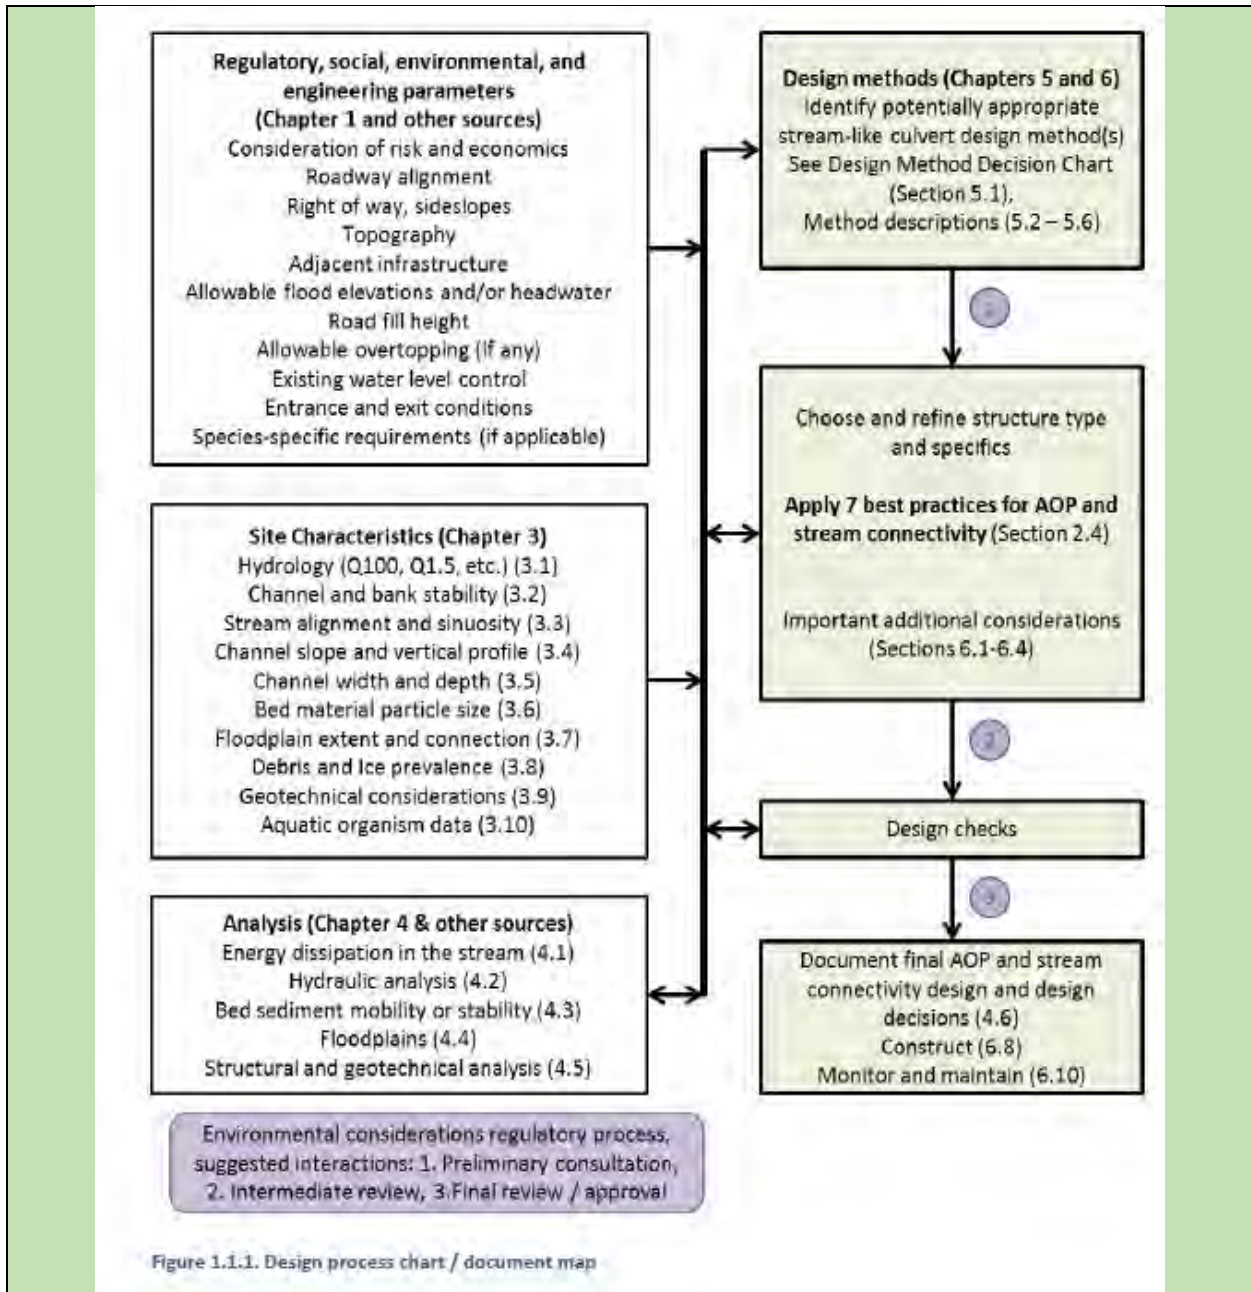 Regulatory, social, environmental, and
engineering parameters
(Chapter 1 and other sources)
Consideration of risk and economics
Roadway alignment
Right of way, sideslopes
Topography
Adjacent infrastructure
Allowable flood elevations and/or headwater
Road fill height
Allowable overtopping (if any)
Existing water level control
Entrance and exit conditions
Species-specific requirements (if applicable)
Site Characteristics (Chapter 3)
Hydrology (Q100, Q1.5, etc.) (3.1)
Channel and bank stability (3.2)
Stream alignment and sinuosity (3.3)
Channel slope and vertical profile (3.4)
Channel width and depth (3.5)
Bed material particle size (3.6)
Floodplain extent and connection (3.7)
Debris and Ice prevalence (3.8)
Geotechnical considerations (3.9)
Aquatic organism data (3.10)
Analysis (Chapter 4 & other sources)
Energy dissipation in the stream (4.1)
Hydraulic analysis (4.2)
Bed sediment mobility or stability (4.3)
Floodplains (4.4)
Structural and geotechnical analysis (4.5)
Design methods (Chapters 5 and 6)
Identify potentially appropriate
stream-like culvert design method(s)
See Design Method Decision Chart
(Section 5.1),
Method descriptions (5.2 – 5.6)
1
Choose and refine structure type
and specifics
Apply 7 best practices for AOP and
stream connectivity (Section 2.4)
Important additional considerations
(Sections 6.1-6.4)
2
Design checks
3
Document final AOP and stream
connectivity design and design
decisions (4.6)
Construct (6.8)
Monitor and maintain (6.10)
Environmental considerations regulatory process,
suggested interactions: 1. Preliminary consultation,
2. Intermediate review, 3.Final review / approval
Figure 1.1.1. Design process chart / document map